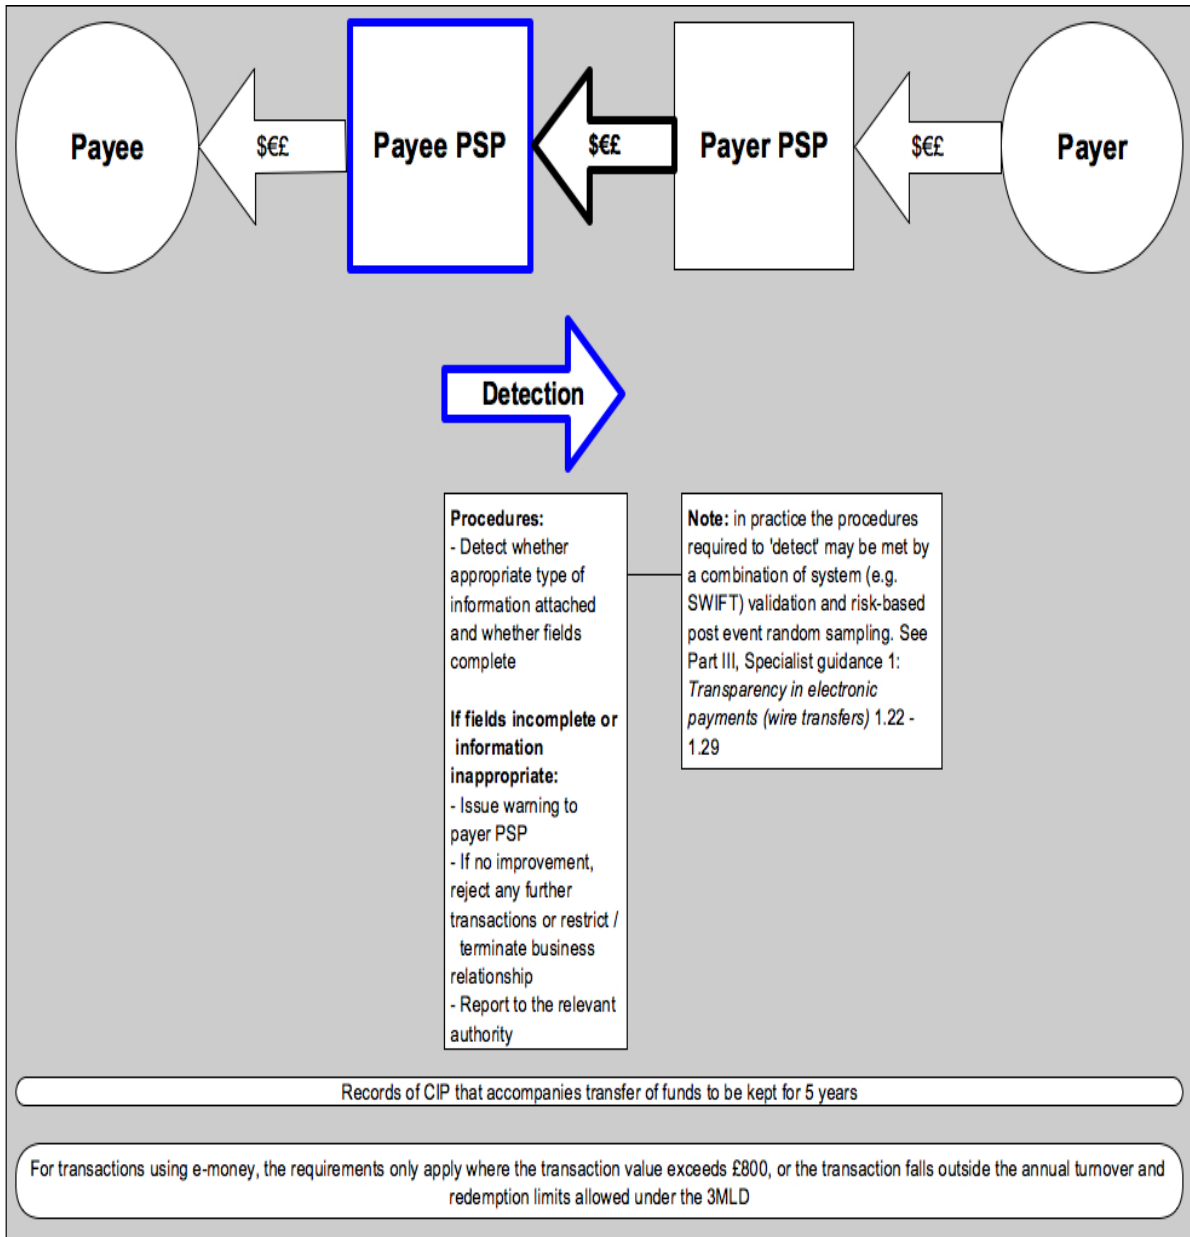 Payee
$€£
Payee PSP
$€£
Payer PSP
$€£
Payer
Detection
Procedures:
- Detect whether
appropriate type of
information attached
and whether fields
complete
If fields incomplete or
information
inappropriate:
- Issue warning to
payer PSP
- If no improvement,
reject any further
transactions or restrict /
terminate business
relationship
- Report to the relevant
authority
Note: in practice the procedures
required to 'detect' may be met by
a combination of system (e.g.
SWIFT) validation and risk-based
post event random sampling. See
Part III, Specialist guidance 1:
Transparency in electronic
payments (wire transfers) 1.22 -
1.29
Records of CIP that accompanies transfer of funds to be kept for 5 years
For transactions using e-money, the requirements only apply where the transaction value exceeds £800, or the transaction falls outside the annual turnover and
redemption limits allowed under the 3MLD